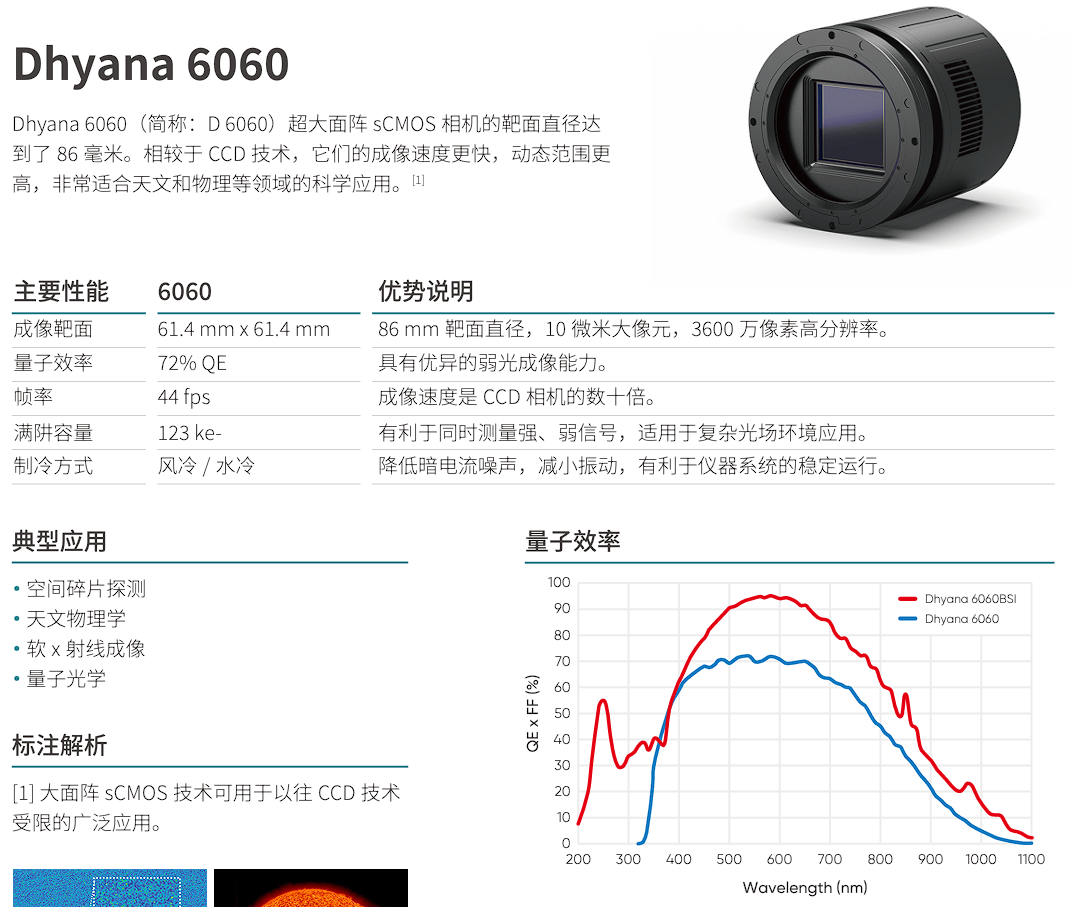 Dhyana 6060
Dhyana 6060（简称：D 6060）超大面阵 sCMOS 相机的靶面直径达
到了 86 毫米。相较于 CCD 技术，它们的成像速度更快，动态范围更
高，非常适合天文和物理等领域的科学应用。[1]
主要性能 6060 优势说明
成像靶面 61.4 mm x 61.4 mm 86 mm 靶面直径，10 微米大像元，3600 万像素高分辨率。
量子效率 72% QE 具有优异的弱光成像能力。
帧率 44 fps 成像速度是 CCD 相机的数十倍。
满阱容量 123 ke- 有利于同时测量强、弱信号，适用于复杂光场环境应用。
制冷方式 风冷 / 水冷 降低暗电流噪声，减小振动，有利于仪器系统的稳定运行。
典型应用
• 空间碎片探测
• 天文物理学
• 软 x 射线成像
• 量子光学
标注解析
[1] 大面阵 sCMOS 技术可用于以往 CCD 技术
受限的广泛应用。
量子效率
Dhyana 6060BSI
Dhyana 6060
QE x FF (%)
100
90
80
70
60
50
40
30
20
10
0
200 300 400 500 600 700 800 900 1000 1100
Wavelength (nm)